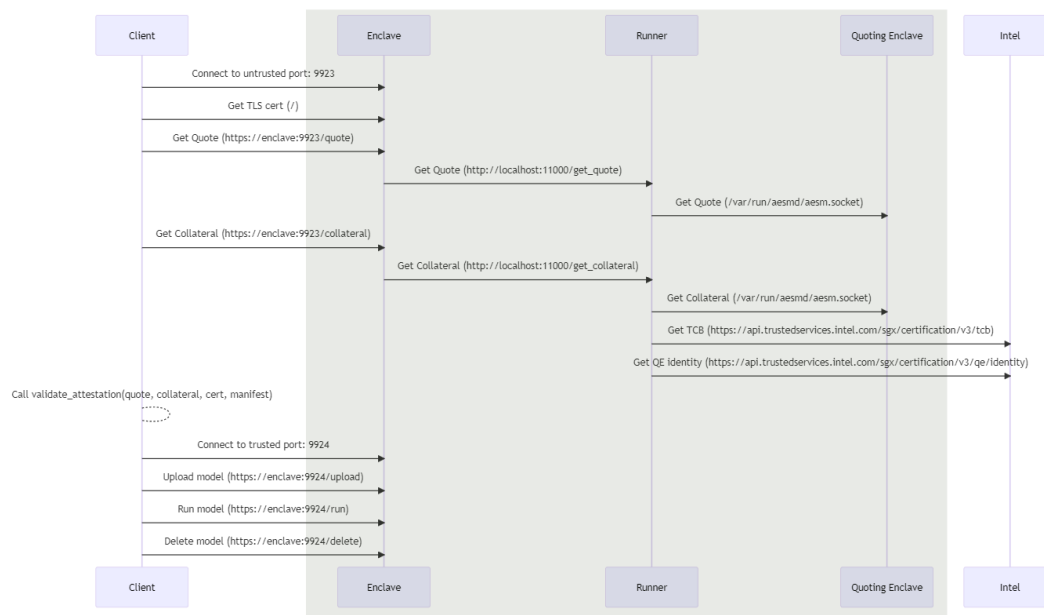 Client Enclave Runner Quoting Enclave Intel
Connect to untrusted port: 9923
Get TLS cert (/)
Get Quote (https://enclave:9923/quote)
Get Quote (http://localhost:11000/get_quote)
Get Quote (/var/run/aesmd/aesm.socket)
Get Collateral (https://enclave:9923/collateral)
Get Collateral (http://localhost:11000/get_collateral)
Get Collateral (/var/run/aesmd/aesm.socket)
Get TCB (https://api.trustedservices.intel.com/sgx/certification/v3/tcb)
Get QE identity (https://api.trustedservices.intel.com/sgx/certification/v3/qe/identity)
Call validate_attestation(quote, collateral, cert, manifest)
Connect to trusted port: 9924
Upload model (https://enclave:9924/upload)
Run model (https://enclave:9924/run)
Delete model (https://enclave:9924/delete)
Client Enclave Runner Quoting Enclave Intel